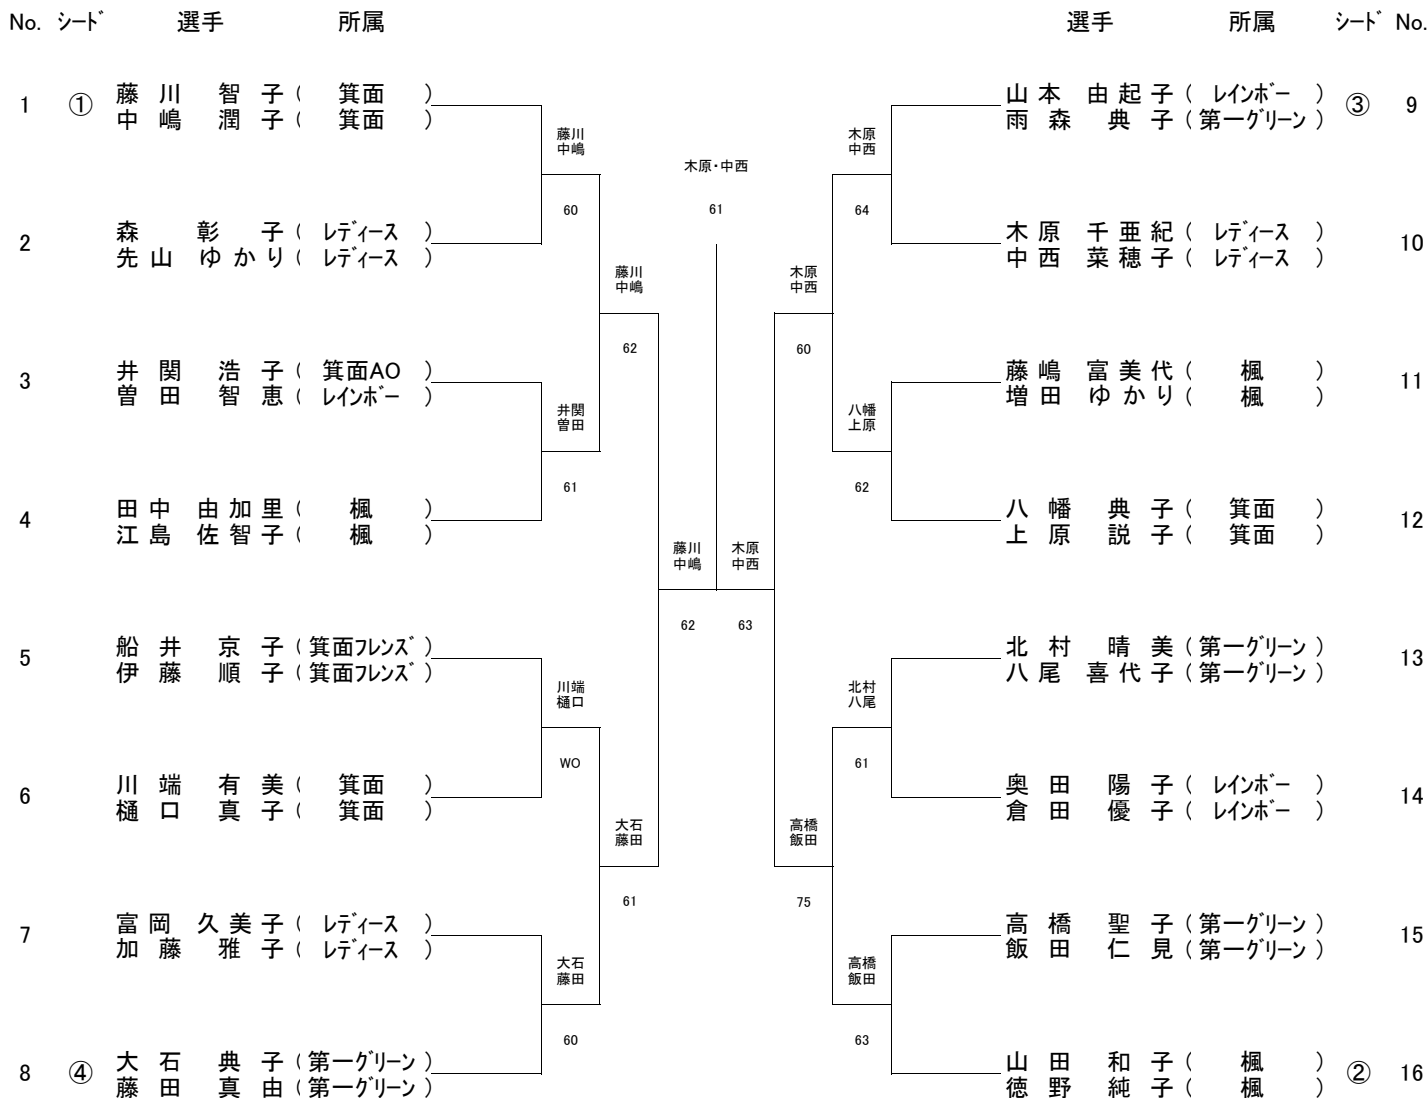 No. シード 選手 所属 選手 所属 シード No.
1 ① 藤川 智子 ( 箕面 )
中嶋 潤子 ( 箕面 )
山本 由起子 ( レインボー ) ③ 9
雨森 典子 ( 第一グリーン )
藤川
中嶋
木原
中西
木原・中西
60
61
64
2 森 彰子 ( レディース )
先山 ゆかり ( レディース )
木原 千亜紀 ( レディース ) 10
中西 菜穂子 ( レディース )
藤川
中嶋
木原
中西
62
60
3 井関 浩子 ( 箕面AO )
曽田 智恵 ( レインボー )
藤嶋 富美代 ( 楓 ) 11
増田 ゆかり ( 楓 )
井関
曽田
八幡
上原
61
62
4 田中 由加里 ( 楓 )
江島 佐智子 ( 楓 )
八幡 典子 ( 箕面 ) 12
上原 説子 ( 箕面 )
藤川
中嶋
木原
中西
62
63
5 船井 京子 ( 箕面フレンズ )
伊藤 順子 ( 箕面フレンズ )
北村 晴美 ( 第一グリーン ) 13
八尾 喜代子 ( 第一グリーン )
川端
樋口
北村
八尾
WO
61
6 川端 有美 ( 箕面 )
樋口 真子 ( 箕面 )
奥田 陽子 ( レインボー ) 14
倉田 優子 ( レインボー )
大石
藤田
高橋
飯田
61
75
7 富岡 久美子 ( レディース )
加藤 雅子 ( レディース )
高橋 聖子 ( 第一グリーン ) 15
飯田 仁見 ( 第一グリーン )
大石
藤田
高橋
飯田
60
63
8 ④ 大石 典子 ( 第一グリーン )
藤田 真由 ( 第一グリーン )
山田 和子 ( 楓 ) ② 16
徳野 純子 ( 楓 )